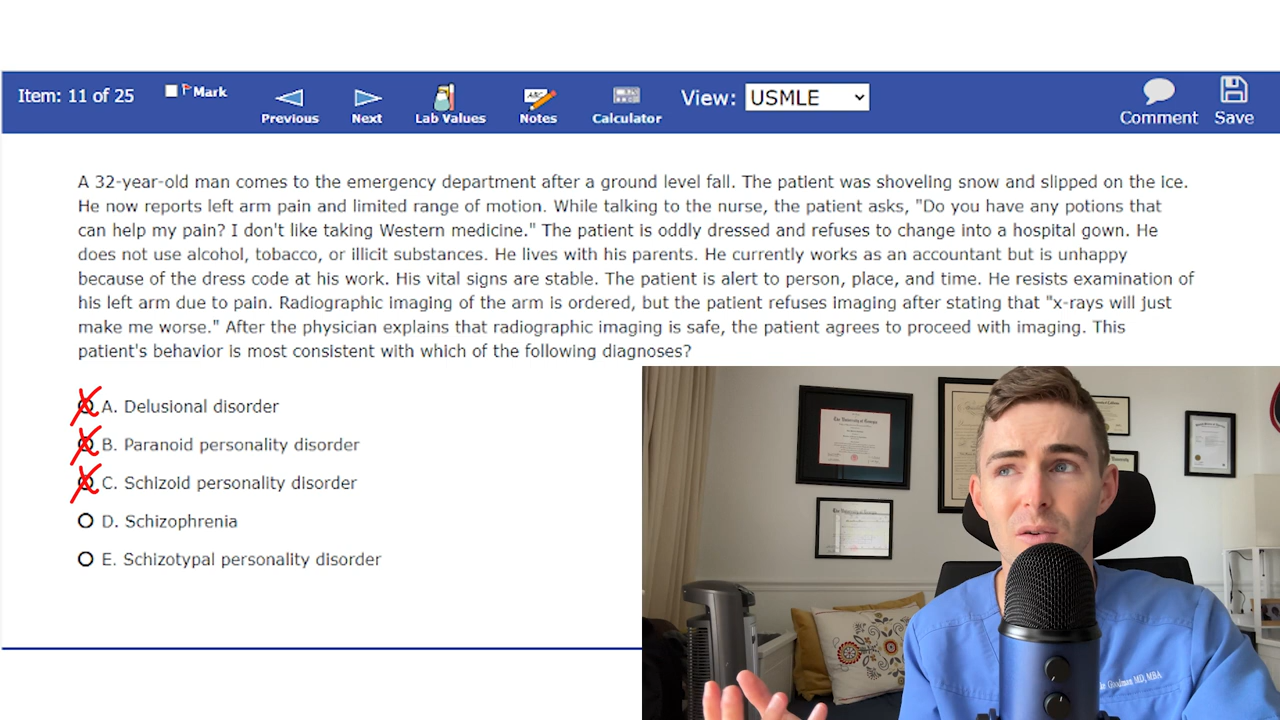 Item: 11 of 25
Mark
Previous
Next
Lab Values
ABC
Notes
Calculator
View: USMLE
Comment
Save
A 32-year-old man comes to the emergency department after a ground level fall. The patient was shoveling snow and slipped on the ice.
He now reports left arm pain and limited range of motion. While talking to the nurse, the patient asks, "Do you have any potions that
can help my pain? I don't like taking Western medicine." The patient is oddly dressed and refuses to change into a hospital gown. He
does not use alcohol, tobacco, or illicit substances. He lives with his parents. He currently works as an accountant but is unhappy
because of the dress code at his work. His vital signs are stable. The patient is alert to person, place, and time. He resists examination of
his left arm due to pain. Radiographic imaging of the arm is ordered, but the patient refuses imaging after stating that "x-rays will just
make me worse." After the physician explains that radiographic imaging is safe, the patient agrees to proceed with imaging. This
patient's behavior is most consistent with which of the following diagnoses?
A. Delusional disorder
B. Paranoid personality disorder
C. Schizoid personality disorder
D. Schizophrenia
E. Schizotypal personality disorder
Goodman MD, MBA